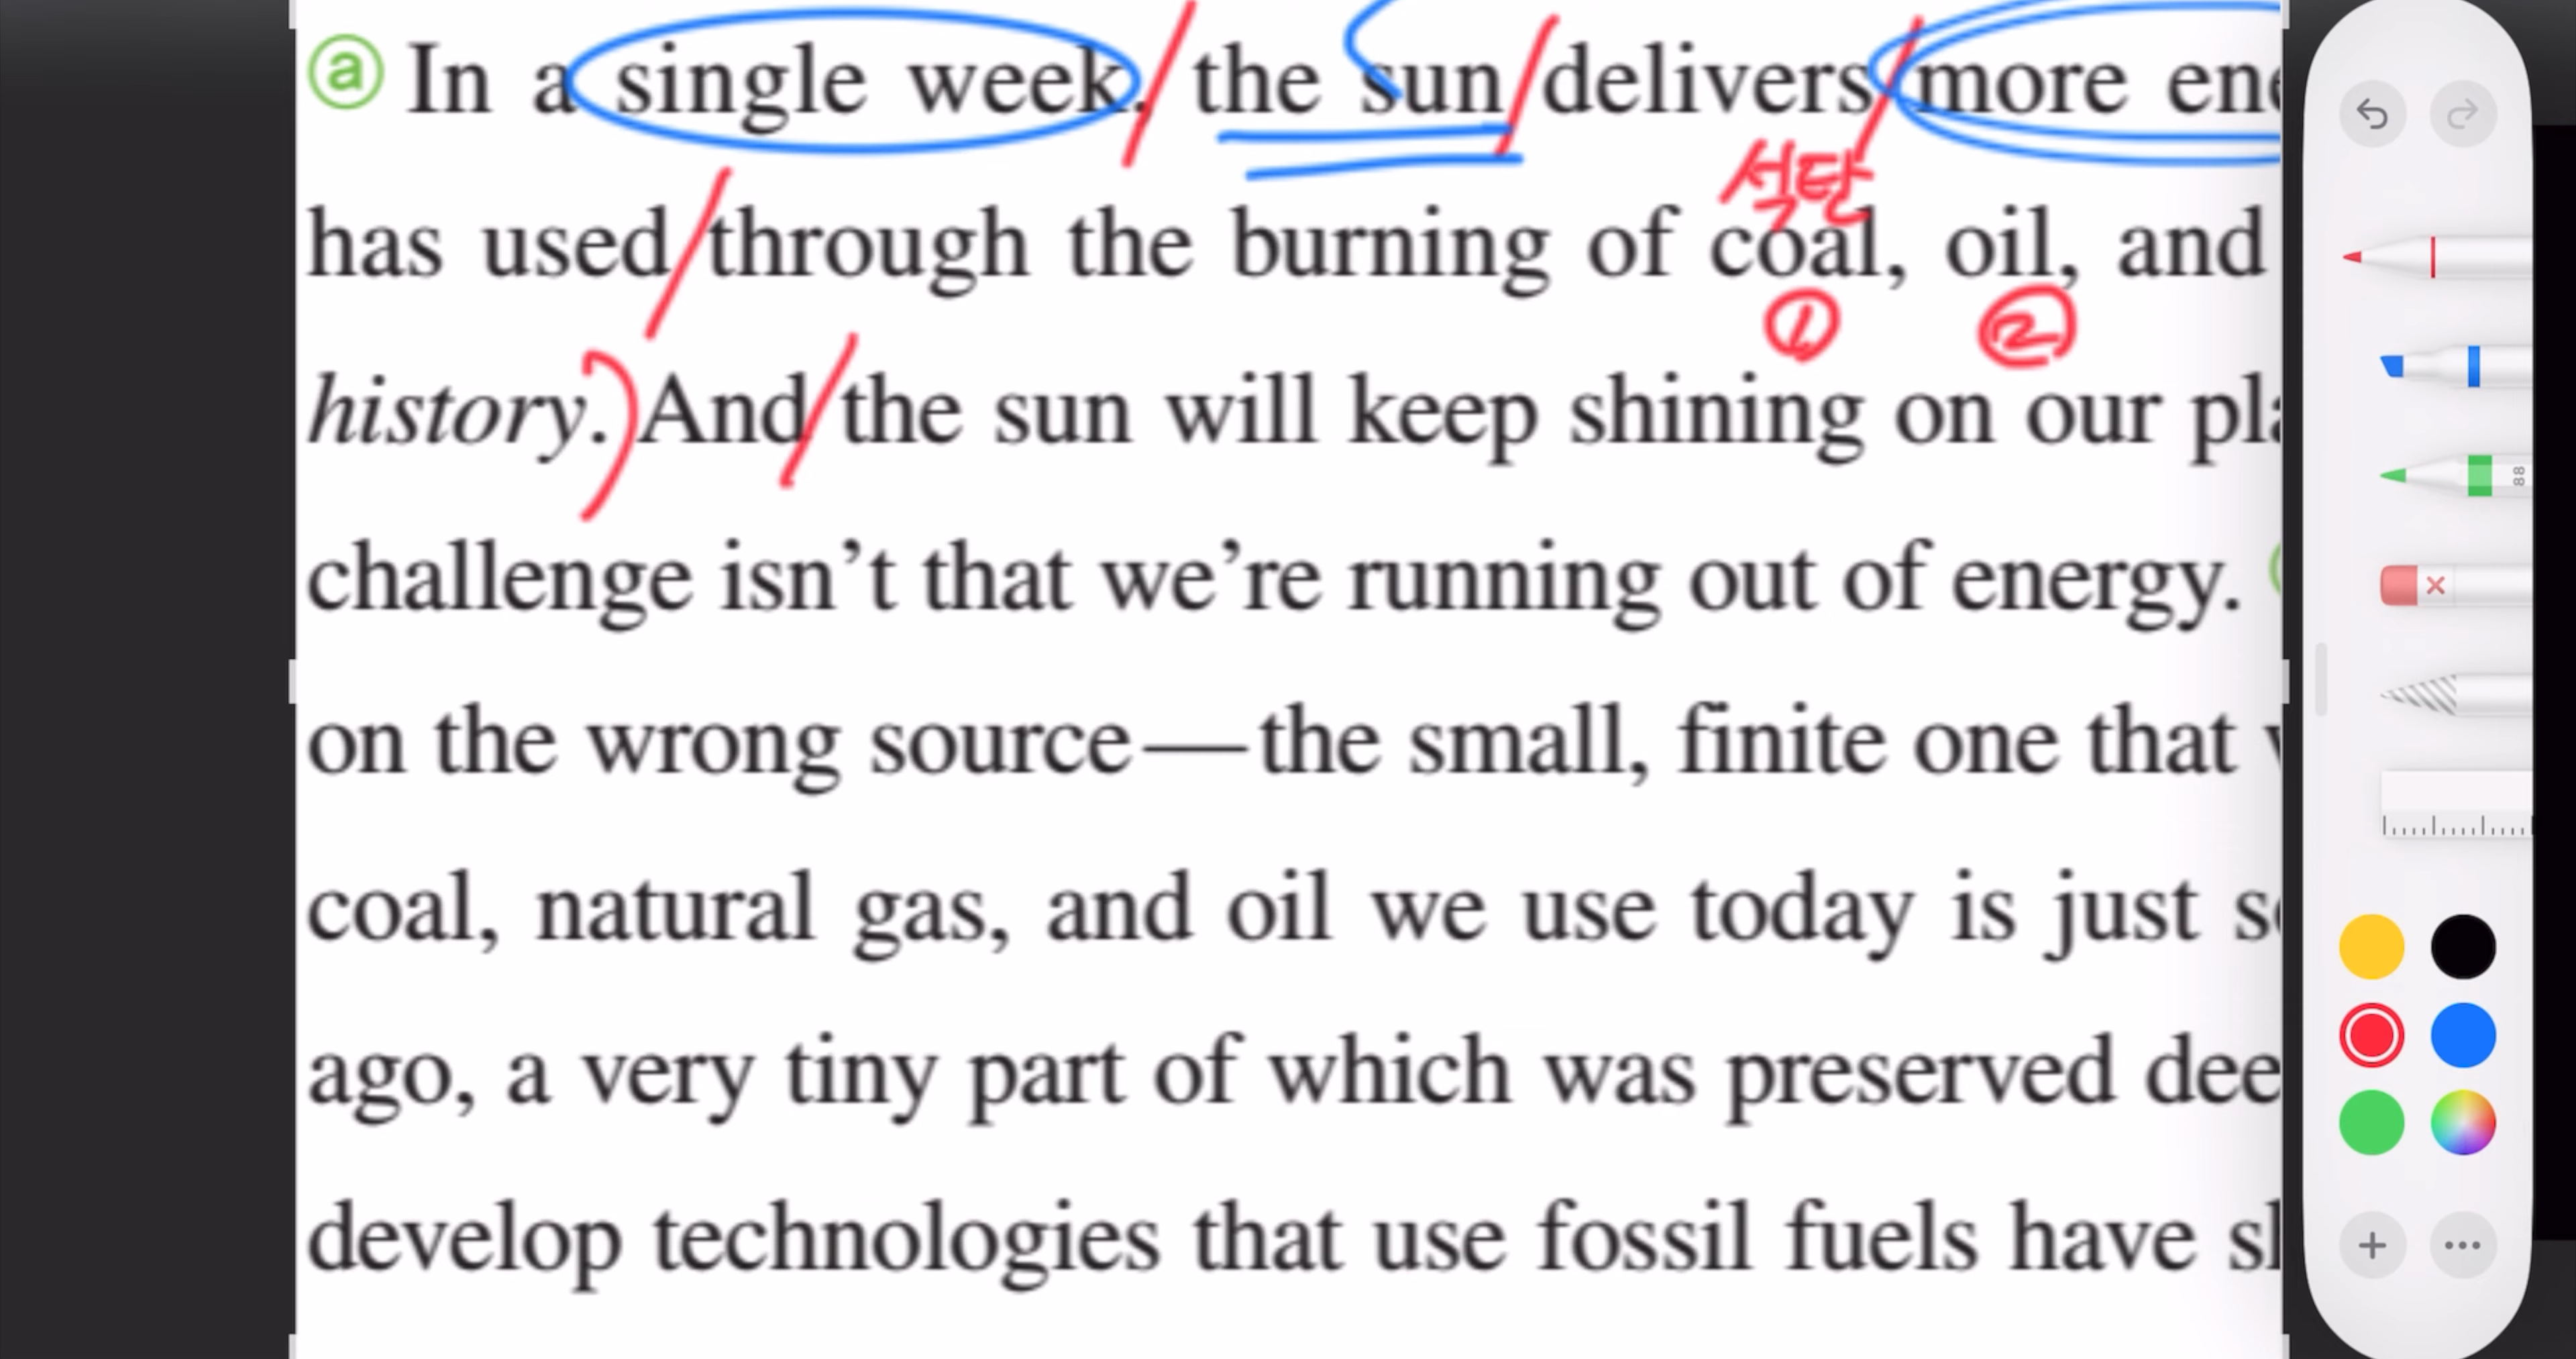 ⓐ In a single week, the sun delivers more
석탄
has used through the burning of coal, oil, and
① ②
history. And the sun will keep shining on our
challenge isn't that we're running out of energy.
on the wrong source—the small, finite one that
coal, natural gas, and oil we use today is just
ago, a very tiny part of which was preserved
develop technologies that use fossil fuels have
88